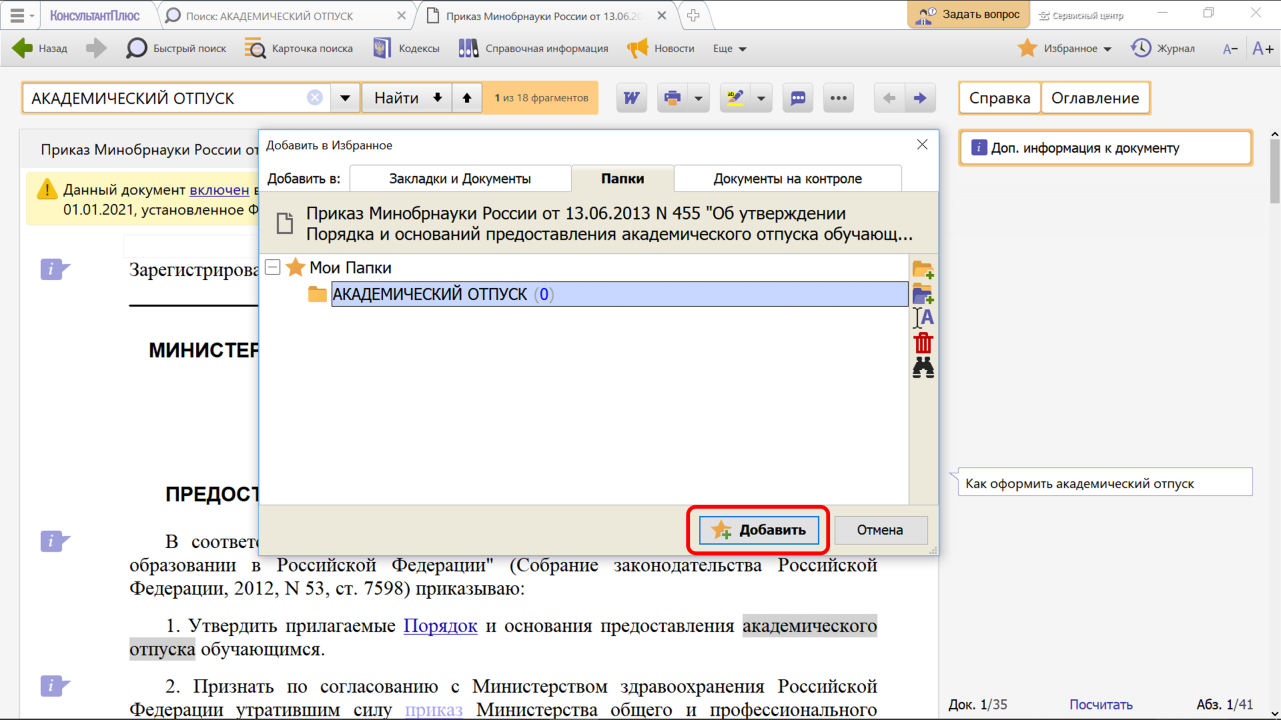 КонсультантПлюс
Поиск: АКАДЕМИЧЕСКИЙ ОТПУСК
Приказ Минобрнауки России от 13.06.20
Задать вопрос
Сервисный центр
Назад
Быстрый поиск
Карточка поиска
Кодексы
Справочная информация
Новости
Еще
Избранное
Журнал
A−
A+
АКАДЕМИЧЕСКИЙ ОТПУСК
Найти
1 из 18 фрагментов
W
Справка
Оглавление
Приказ Минобрнауки России от
Доп. информация к документу
Данный документ включен в
01.01.2021, установленное Ф
Добавить в Избранное
Добавить в:
Закладки и Документы
Папки
Документы на контроле
Приказ Минобрнауки России от 13.06.2013 N 455 "Об утверждении
Порядка и оснований предоставления академического отпуска обучающ...
Мои Папки
АКАДЕМИЧЕСКИЙ ОТПУСК (0)
Добавить
Отмена
Зарегистрирова
МИНИСТЕР
ПРЕДОСТ
Как оформить академический отпуск
В соответс
образовании в Российской Федерации" (Собрание законодательства Российской
Федерации, 2012, N 53, ст. 7598) приказываю:
1. Утвердить прилагаемые Порядок и основания предоставления академического
отпуска обучающимся.
2. Признать по согласованию с Министерством здравоохранения Российской
Федерации утратившим силу приказ Министерства общего и профессионального
Док. 1/35
Посчитать
Абз. 1/41